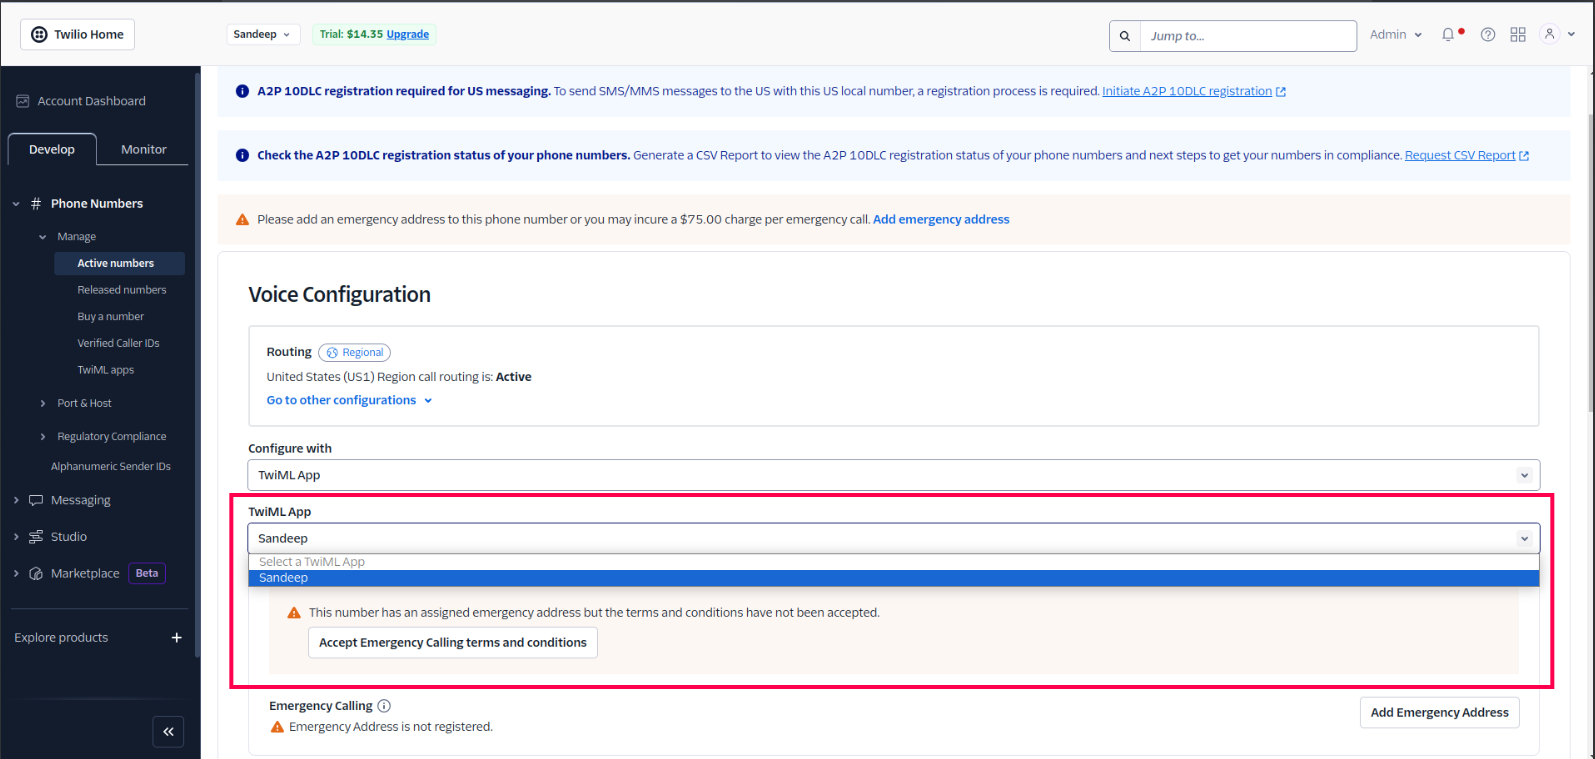 Twilio Home
Sandeep
Trial: $14.35 Upgrade
Jump to...
Admin
Account Dashboard
Develop
Monitor
# Phone Numbers
Manage
Active numbers
Released numbers
Buy a number
Verified Caller IDs
TwiML apps
Port & Host
Regulatory Compliance
Alphanumeric Sender IDs
Messaging
Studio
Marketplace Beta
Explore products +
A2P 10DLC registration required for US messaging. To send SMS/MMS messages to the US with this US local number, a registration process is required. Initiate A2P 10DLC registration
Check the A2P 10DLC registration status of your phone numbers. Generate a CSV Report to view the A2P 10DLC registration status of your phone numbers and next steps to get your numbers in compliance. Request CSV Report
Please add an emergency address to this phone number or you may incure a $75.00 charge per emergency call. Add emergency address
Voice Configuration
Routing Regional
United States (US1) Region call routing is: Active
Go to other configurations
Configure with
TwiML App
TwiML App
Sandeep
Select a TwiML App
Sandeep
This number has an assigned emergency address but the terms and conditions have not been accepted.
Accept Emergency Calling terms and conditions
Emergency Calling
Emergency Address is not registered.
Add Emergency Address